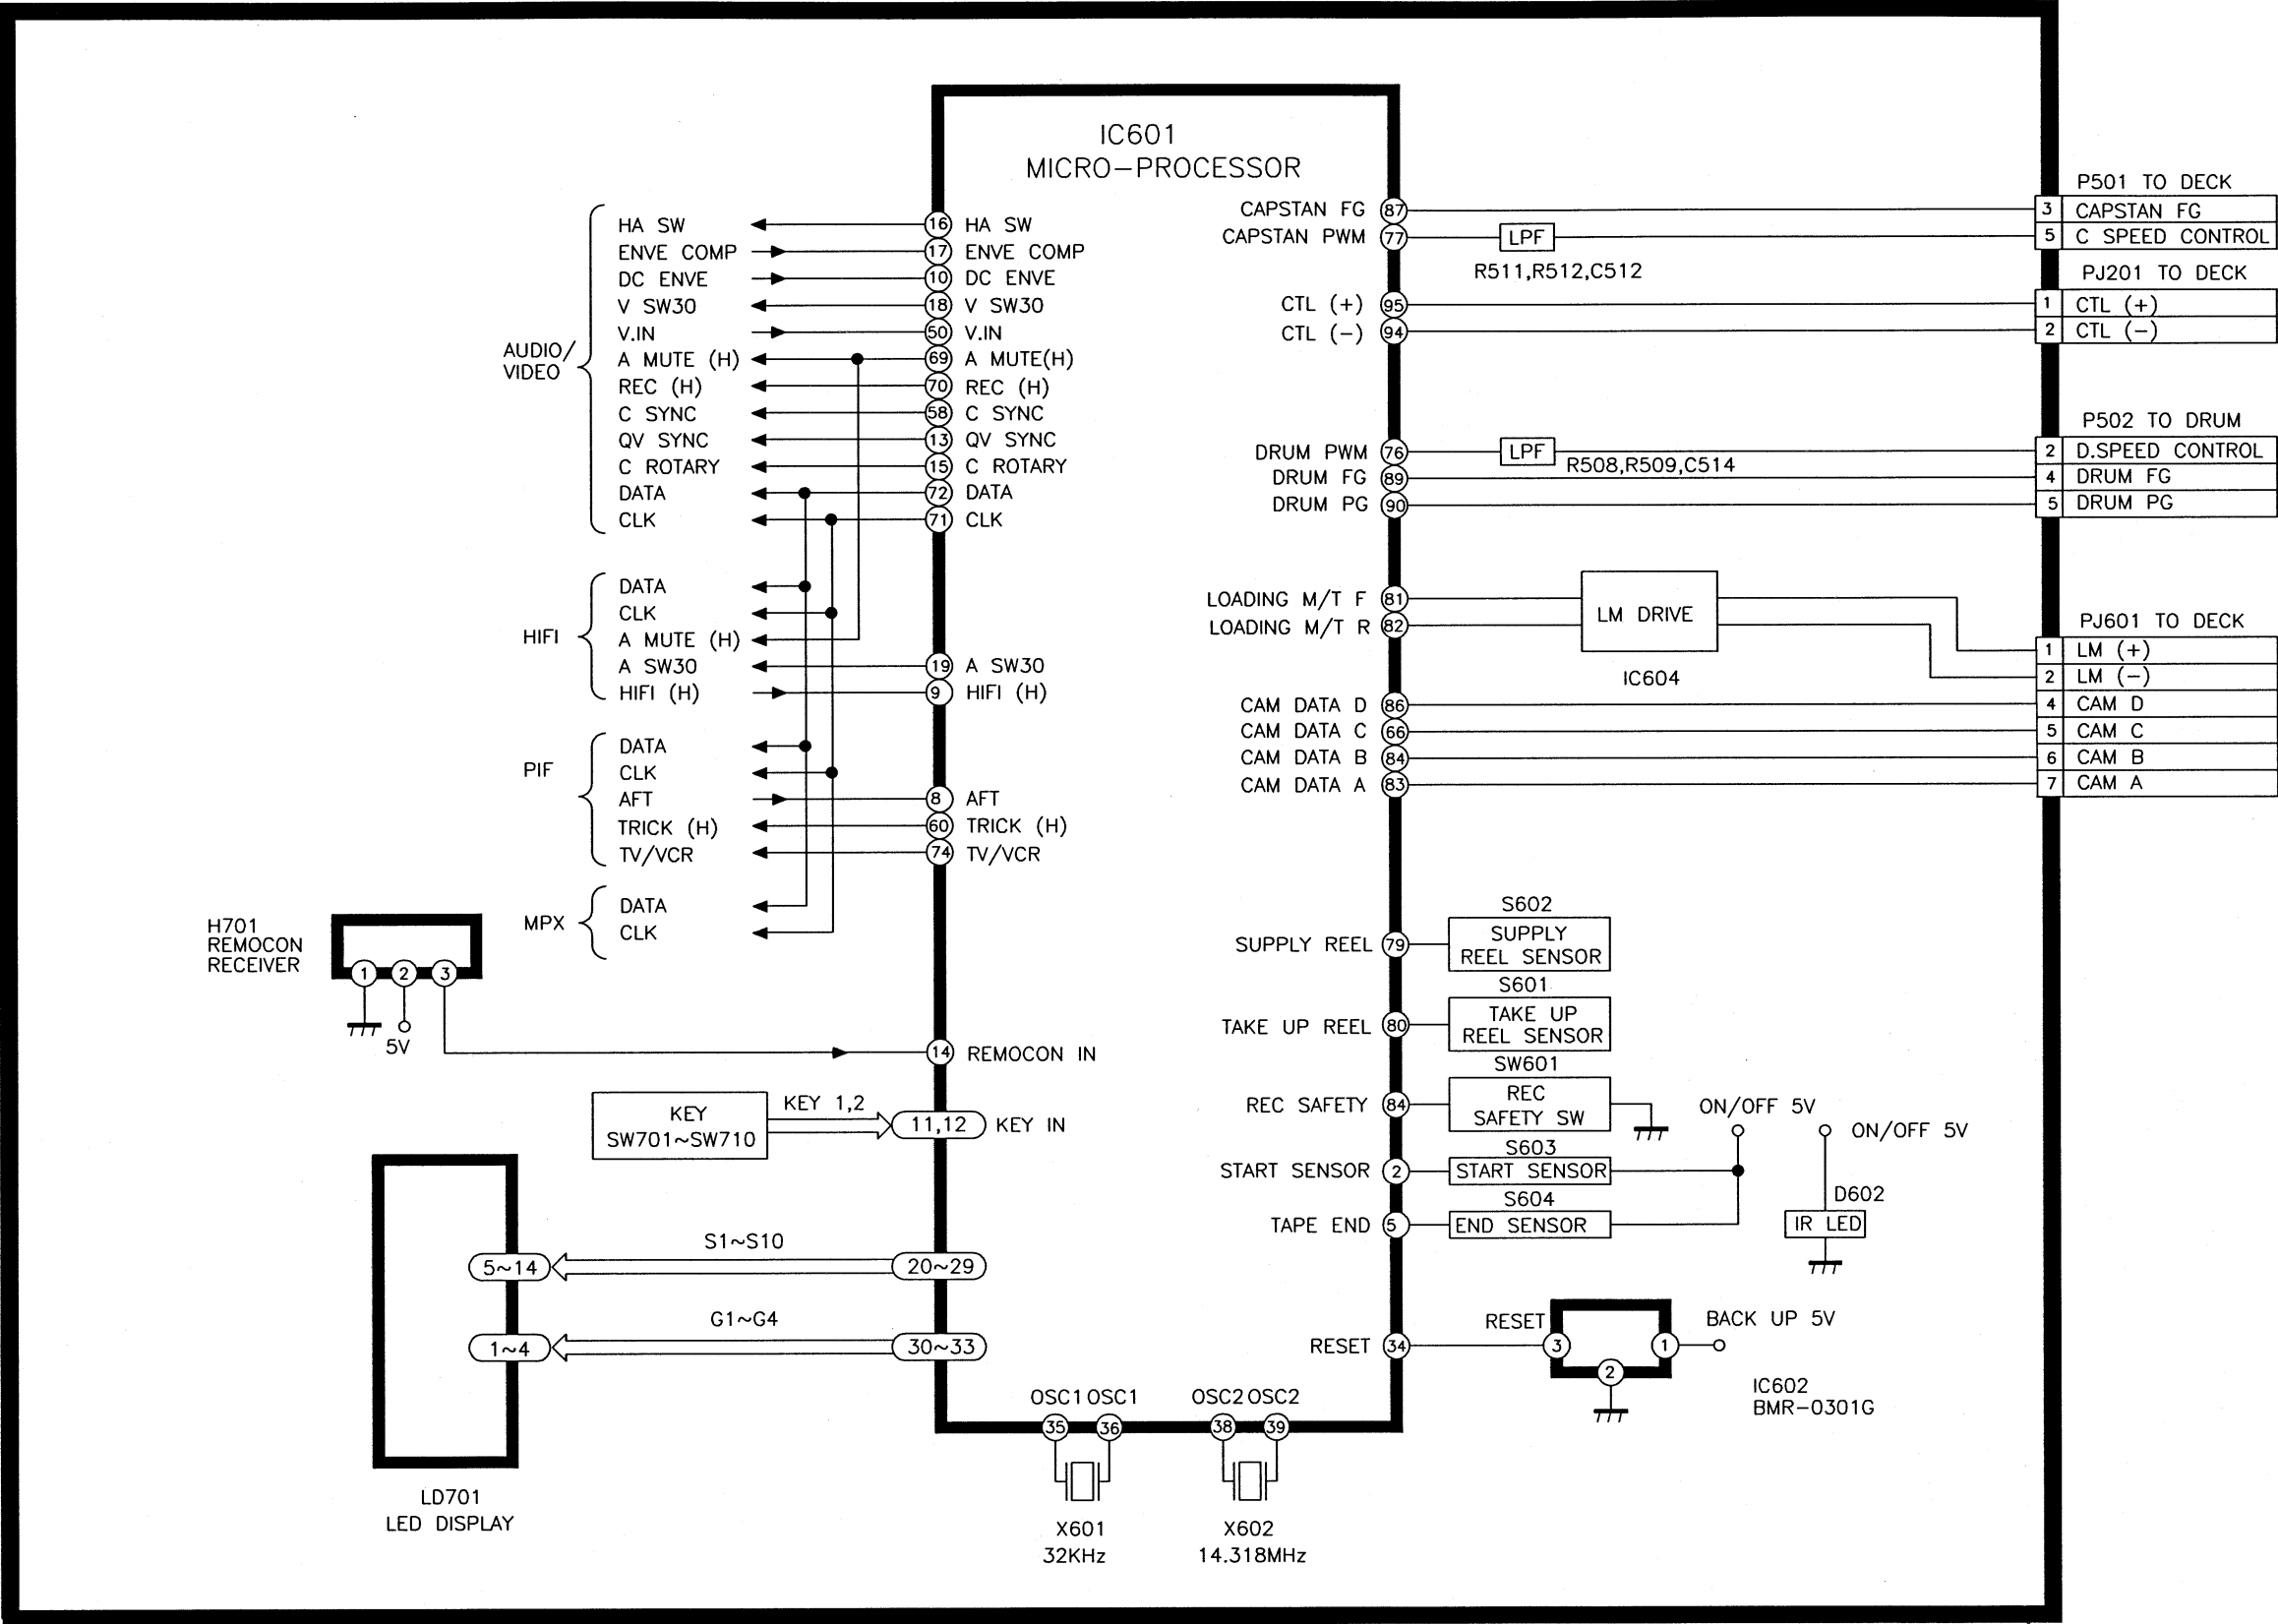 IC601
MICRO-PROCESSOR
AUDIO/
VIDEO
HA SW 16 HA SW
ENVE COMP 17 ENVE COMP
DC ENVE 10 DC ENVE
V SW30 18 V SW30
V.IN 50 V.IN
A MUTE (H) 69 A MUTE(H)
REC (H) 70 REC (H)
C SYNC 58 C SYNC
QV SYNC 13 QV SYNC
C ROTARY 15 C ROTARY
DATA 72 DATA
CLK 71 CLK
HIFI
DATA
CLK
A MUTE (H)
A SW30 19 A SW30
HIFI (H) 9 HIFI (H)
PIF
DATA
CLK
AFT 8 AFT
TRICK (H) 60 TRICK (H)
TV/VCR 74 TV/VCR
MPX
DATA
CLK
H701
REMOCON
RECEIVER
1 2 3
5V
14 REMOCON IN
KEY
SW701~SW710
KEY 1,2
11,12 KEY IN
5~14 S1~S10 20~29
1~4 G1~G4 30~33
LD701
LED DISPLAY
OSC1 OSC1 OSC2 OSC2
35 36 38 39
X601
32KHz
X602
14.318MHz
CAPSTAN FG 87
CAPSTAN PWM 77 LPF
R511,R512,C512
CTL (+) 95
CTL (-) 94
DRUM PWM 76 LPF
R508,R509,C514
DRUM FG 89
DRUM PG 90
LOADING M/T F 81
LOADING M/T R 82
LM DRIVE
IC604
CAM DATA D 86
CAM DATA C 66
CAM DATA B 84
CAM DATA A 83
P501 TO DECK
3 CAPSTAN FG
5 C SPEED CONTROL
PJ201 TO DECK
1 CTL (+)
2 CTL (-)
P502 TO DRUM
2 D.SPEED CONTROL
4 DRUM FG
5 DRUM PG
PJ601 TO DECK
1 LM (+)
2 LM (-)
4 CAM D
5 CAM C
6 CAM B
7 CAM A
S602
SUPPLY REEL 79
SUPPLY
REEL SENSOR
S601
TAKE UP REEL 80
TAKE UP
REEL SENSOR
SW601
REC SAFETY 84
REC
SAFETY SW
S603
START SENSOR 2 START SENSOR
S604
TAPE END 5 END SENSOR
ON/OFF 5V
ON/OFF 5V
D602
IR LED
RESET 34
RESET 3 2 1
BACK UP 5V
IC602
BMR-0301G